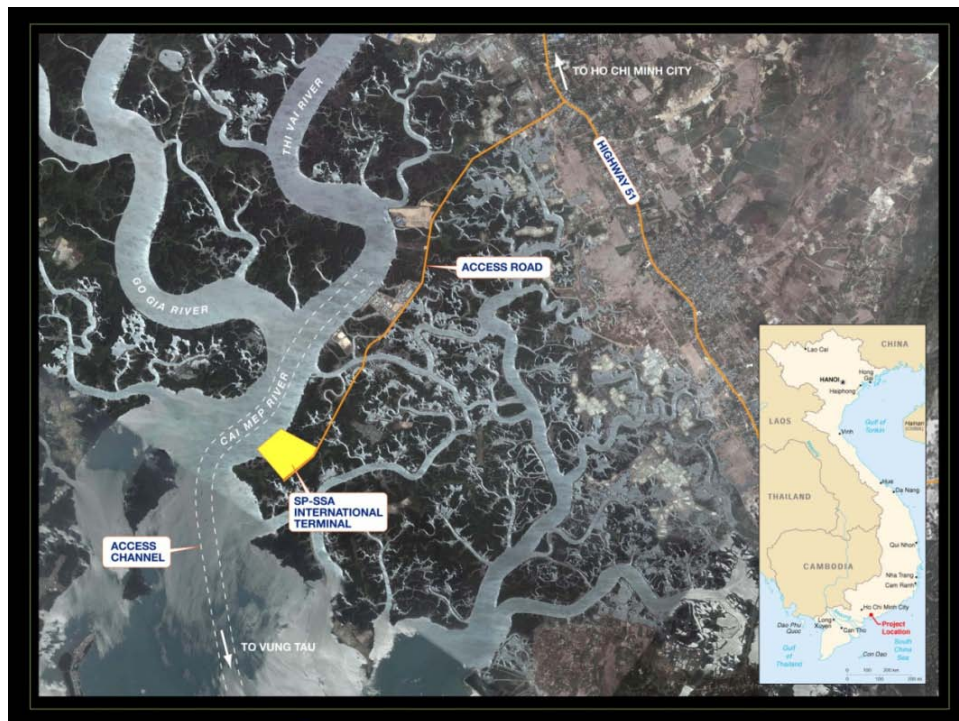 TO HO CHI MINH CITY
THI VAI RIVER
HIGHWAY 51
ACCESS ROAD
GO GIA RIVER
CAI MEP RIVER
SP-SSA
INTERNATIONAL
TERMINAL
ACCESS
CHANNEL
TO VUNG TAU
CHINA
Lao Cai
HANOI
Hong
Gai
Haiphong
LAOS
Gulf of
Tonkin
Hainan
Vinh
THAILAND
Hue
Da Nang
CAMBODIA
Qui Nhon
Nha Trang
Cam Ranh
Ho Chi Minh City
Project
Location
Dao Phu
Quoc
Long
Xuyen
Can Tho
South
China
Sea
Gulf
of
Thailand
Con Dao